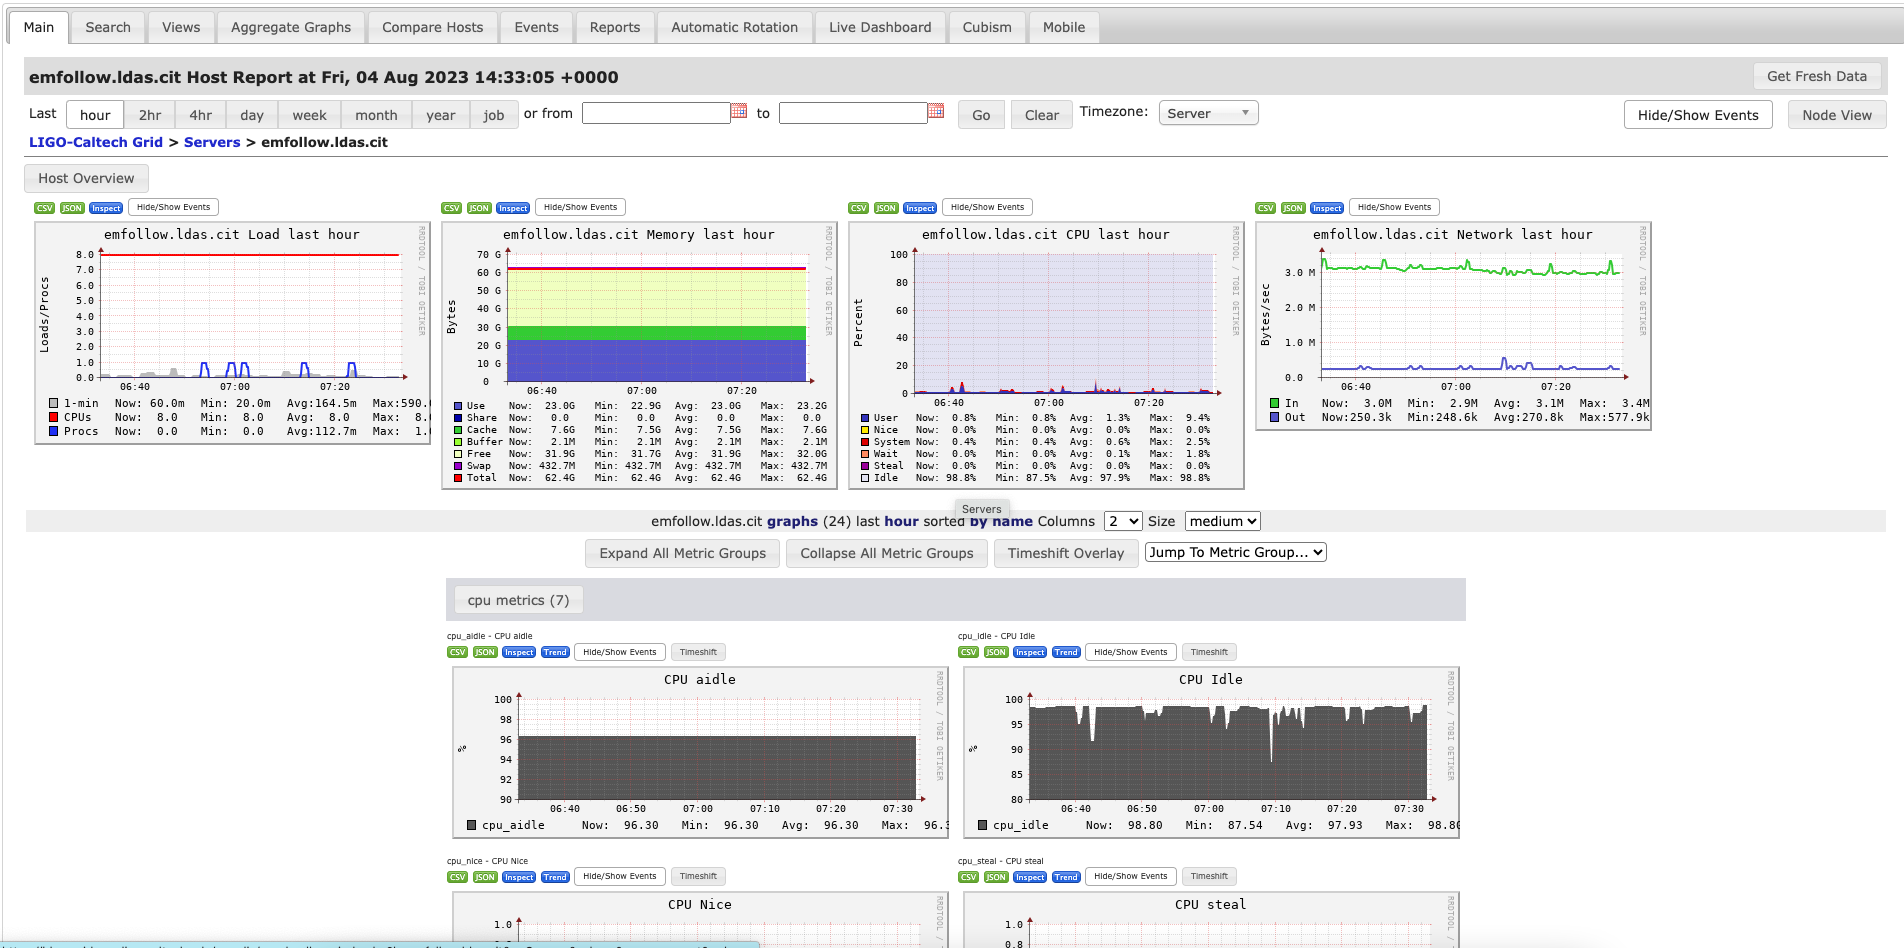 Main Search Views Aggregate Graphs Compare Hosts Events Reports Automatic Rotation Live Dashboard Cubism Mobile
emfollow.ldas.cit Host Report at Fri, 04 Aug 2023 14:33:05 +0000 Get Fresh Data
Last hour 2hr 4hr day week month year job or from to Go Clear Timezone: Server Hide/Show Events Node View
LIGO-Caltech Grid > Servers > emfollow.ldas.cit
Host Overview
CSV JSON Inspect Hide/Show Events
emfollow.ldas.cit Load last hour
RRDTOOL / TOBI OETIKER
Loads/Procs
8.0
7.0
6.0
5.0
4.0
3.0
2.0
1.0
0.0
06:40 07:00 07:20
1-min Now: 60.0m Min: 20.0m Avg:164.5m Max:590.
CPUs Now: 8.0 Min: 8.0 Avg: 8.0 Max: 8.
Procs Now: 0.0 Min: 0.0 Avg:112.7m Max: 1.
CSV JSON Inspect Hide/Show Events
emfollow.ldas.cit Memory last hour
RRDTOOL / TOBI OETIKER
Bytes
70 G
60 G
50 G
40 G
30 G
20 G
10 G
0
06:40 07:00 07:20
Use Now: 23.0G Min: 22.9G Avg: 23.0G Max: 23.2G
Share Now: 0.0 Min: 0.0 Avg: 0.0 Max: 0.0
Cache Now: 7.6G Min: 7.5G Avg: 7.5G Max: 7.6G
Buffer Now: 2.1M Min: 2.1M Avg: 2.1M Max: 2.1M
Free Now: 31.9G Min: 31.7G Avg: 31.9G Max: 32.0G
Swap Now: 432.7M Min: 432.7M Avg: 432.7M Max: 432.7M
Total Now: 62.4G Min: 62.4G Avg: 62.4G Max: 62.4G
CSV JSON Inspect Hide/Show Events
emfollow.ldas.cit CPU last hour
RRDTOOL / TOBI OETIKER
Percent
100
80
60
40
20
0
06:40 07:00 07:20
User Now: 0.8% Min: 0.8% Avg: 1.3% Max: 9.4%
Nice Now: 0.0% Min: 0.0% Avg: 0.0% Max: 0.0%
System Now: 0.4% Min: 0.4% Avg: 0.6% Max: 2.5%
Wait Now: 0.0% Min: 0.0% Avg: 0.1% Max: 1.8%
Steal Now: 0.0% Min: 0.0% Avg: 0.0% Max: 0.0%
Idle Now: 98.8% Min: 87.5% Avg: 97.9% Max: 98.8%
CSV JSON Inspect Hide/Show Events
emfollow.ldas.cit Network last hour
RRDTOOL / TOBI OETIKER
Bytes/sec
3.0 M
2.0 M
1.0 M
0.0
06:40 07:00 07:20
In Now: 3.0M Min: 2.9M Avg: 3.1M Max: 3.4M
Out Now:250.3k Min:248.6k Avg:270.8k Max:577.9k
Servers
emfollow.ldas.cit graphs (24) last hour sorted by name Columns 2 Size medium
Expand All Metric Groups Collapse All Metric Groups Timeshift Overlay Jump To Metric Group...
cpu metrics (7)
cpu_aidle - CPU aidle
CSV JSON Inspect Trend Hide/Show Events Timeshift
CPU aidle
RRDTOOL / TOBI OETIKER
%
100
98
96
94
92
90
06:40 06:50 07:00 07:10 07:20 07:30
cpu_aidle Now: 96.30 Min: 96.30 Avg: 96.30 Max: 96.3
cpu_idle - CPU Idle
CSV JSON Inspect Trend Hide/Show Events Timeshift
CPU Idle
RRDTOOL / TOBI OETIKER
%
100
95
90
85
80
06:40 06:50 07:00 07:10 07:20 07:30
cpu_idle Now: 98.80 Min: 87.54 Avg: 97.93 Max: 98.80
cpu_nice - CPU Nice
CSV JSON Inspect Trend Hide/Show Events Timeshift
CPU Nice
RRDTOOL / TOBI OETIKER
1.0
cpu_steal - CPU steal
CSV JSON Inspect Trend Hide/Show Events Timeshift
CPU steal
RRDTOOL / TOBI OETIKER
1.0
0.8